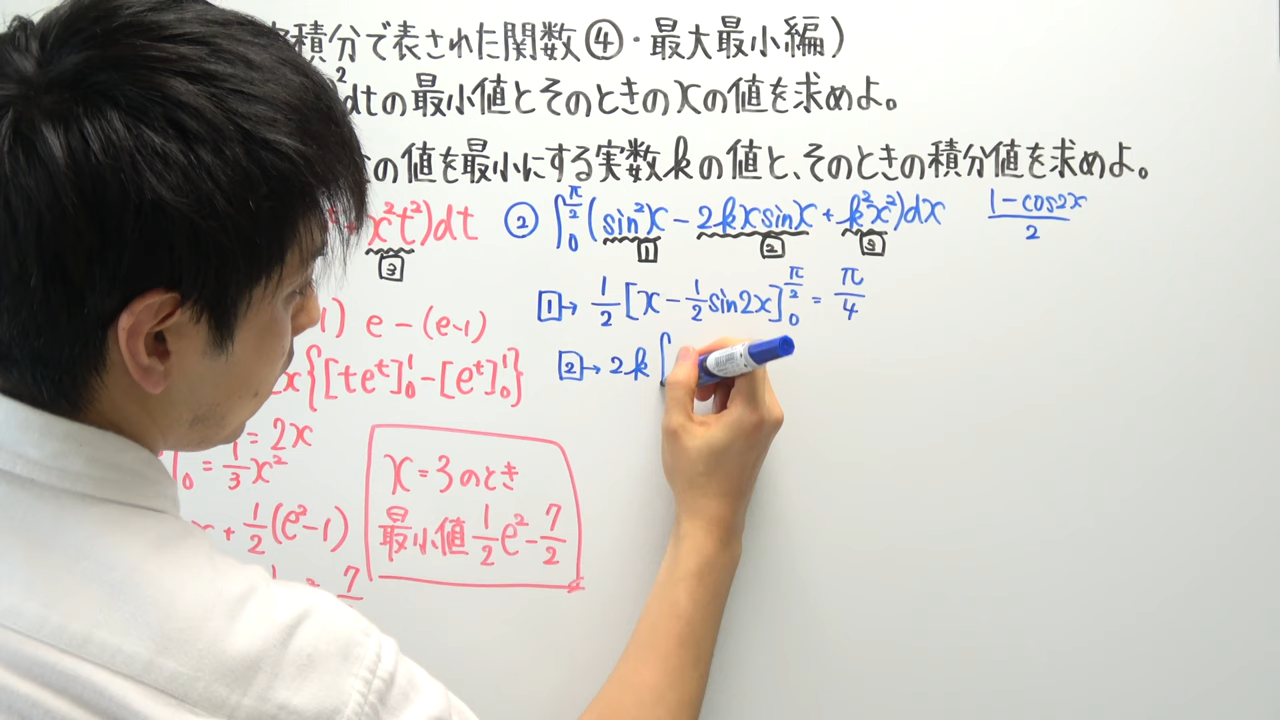 積分で表された関数④・最大最小編)
²dtの最小値とそのときのxの値を求めよ。
の値を最小にする実数kの値と、そのときの積分値を求めよ。
x²t²)dt
3
1) e-(e-1)
x{[te^t]₀¹-[e^t]₀¹}
=2x
0 = 1/3 x²
+ 1/2(e²-1)
7
x=3のとき
最小値 1/2 e² - 7/2
② ∫₀^{π/2} (sin²x - 2kx sinx + k²x²)dx
1 2 3
1-cos2x/2
1→ 1/2 [x - 1/2 sin2x]₀^{π/2} = π/4
2→ 2k∫